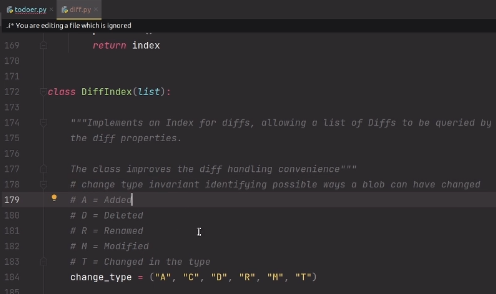 todoer.py diff.py
.i* You are editing a file which is ignored
169 return index
170
171
172 class DiffIndex(list):
173
174 """Implements an Index for diffs, allowing a list of Diffs to be queried by
175 the diff properties.
176
177 The class improves the diff handling convenience"""
178 # change type invariant identifying possible ways a blob can have changed
179 # A = Added
180 # D = Deleted
181 # R = Renamed
182 # M = Modified
183 # T = Changed in the type
184 change_type = ("A", "C", "D", "R", "M", "T")